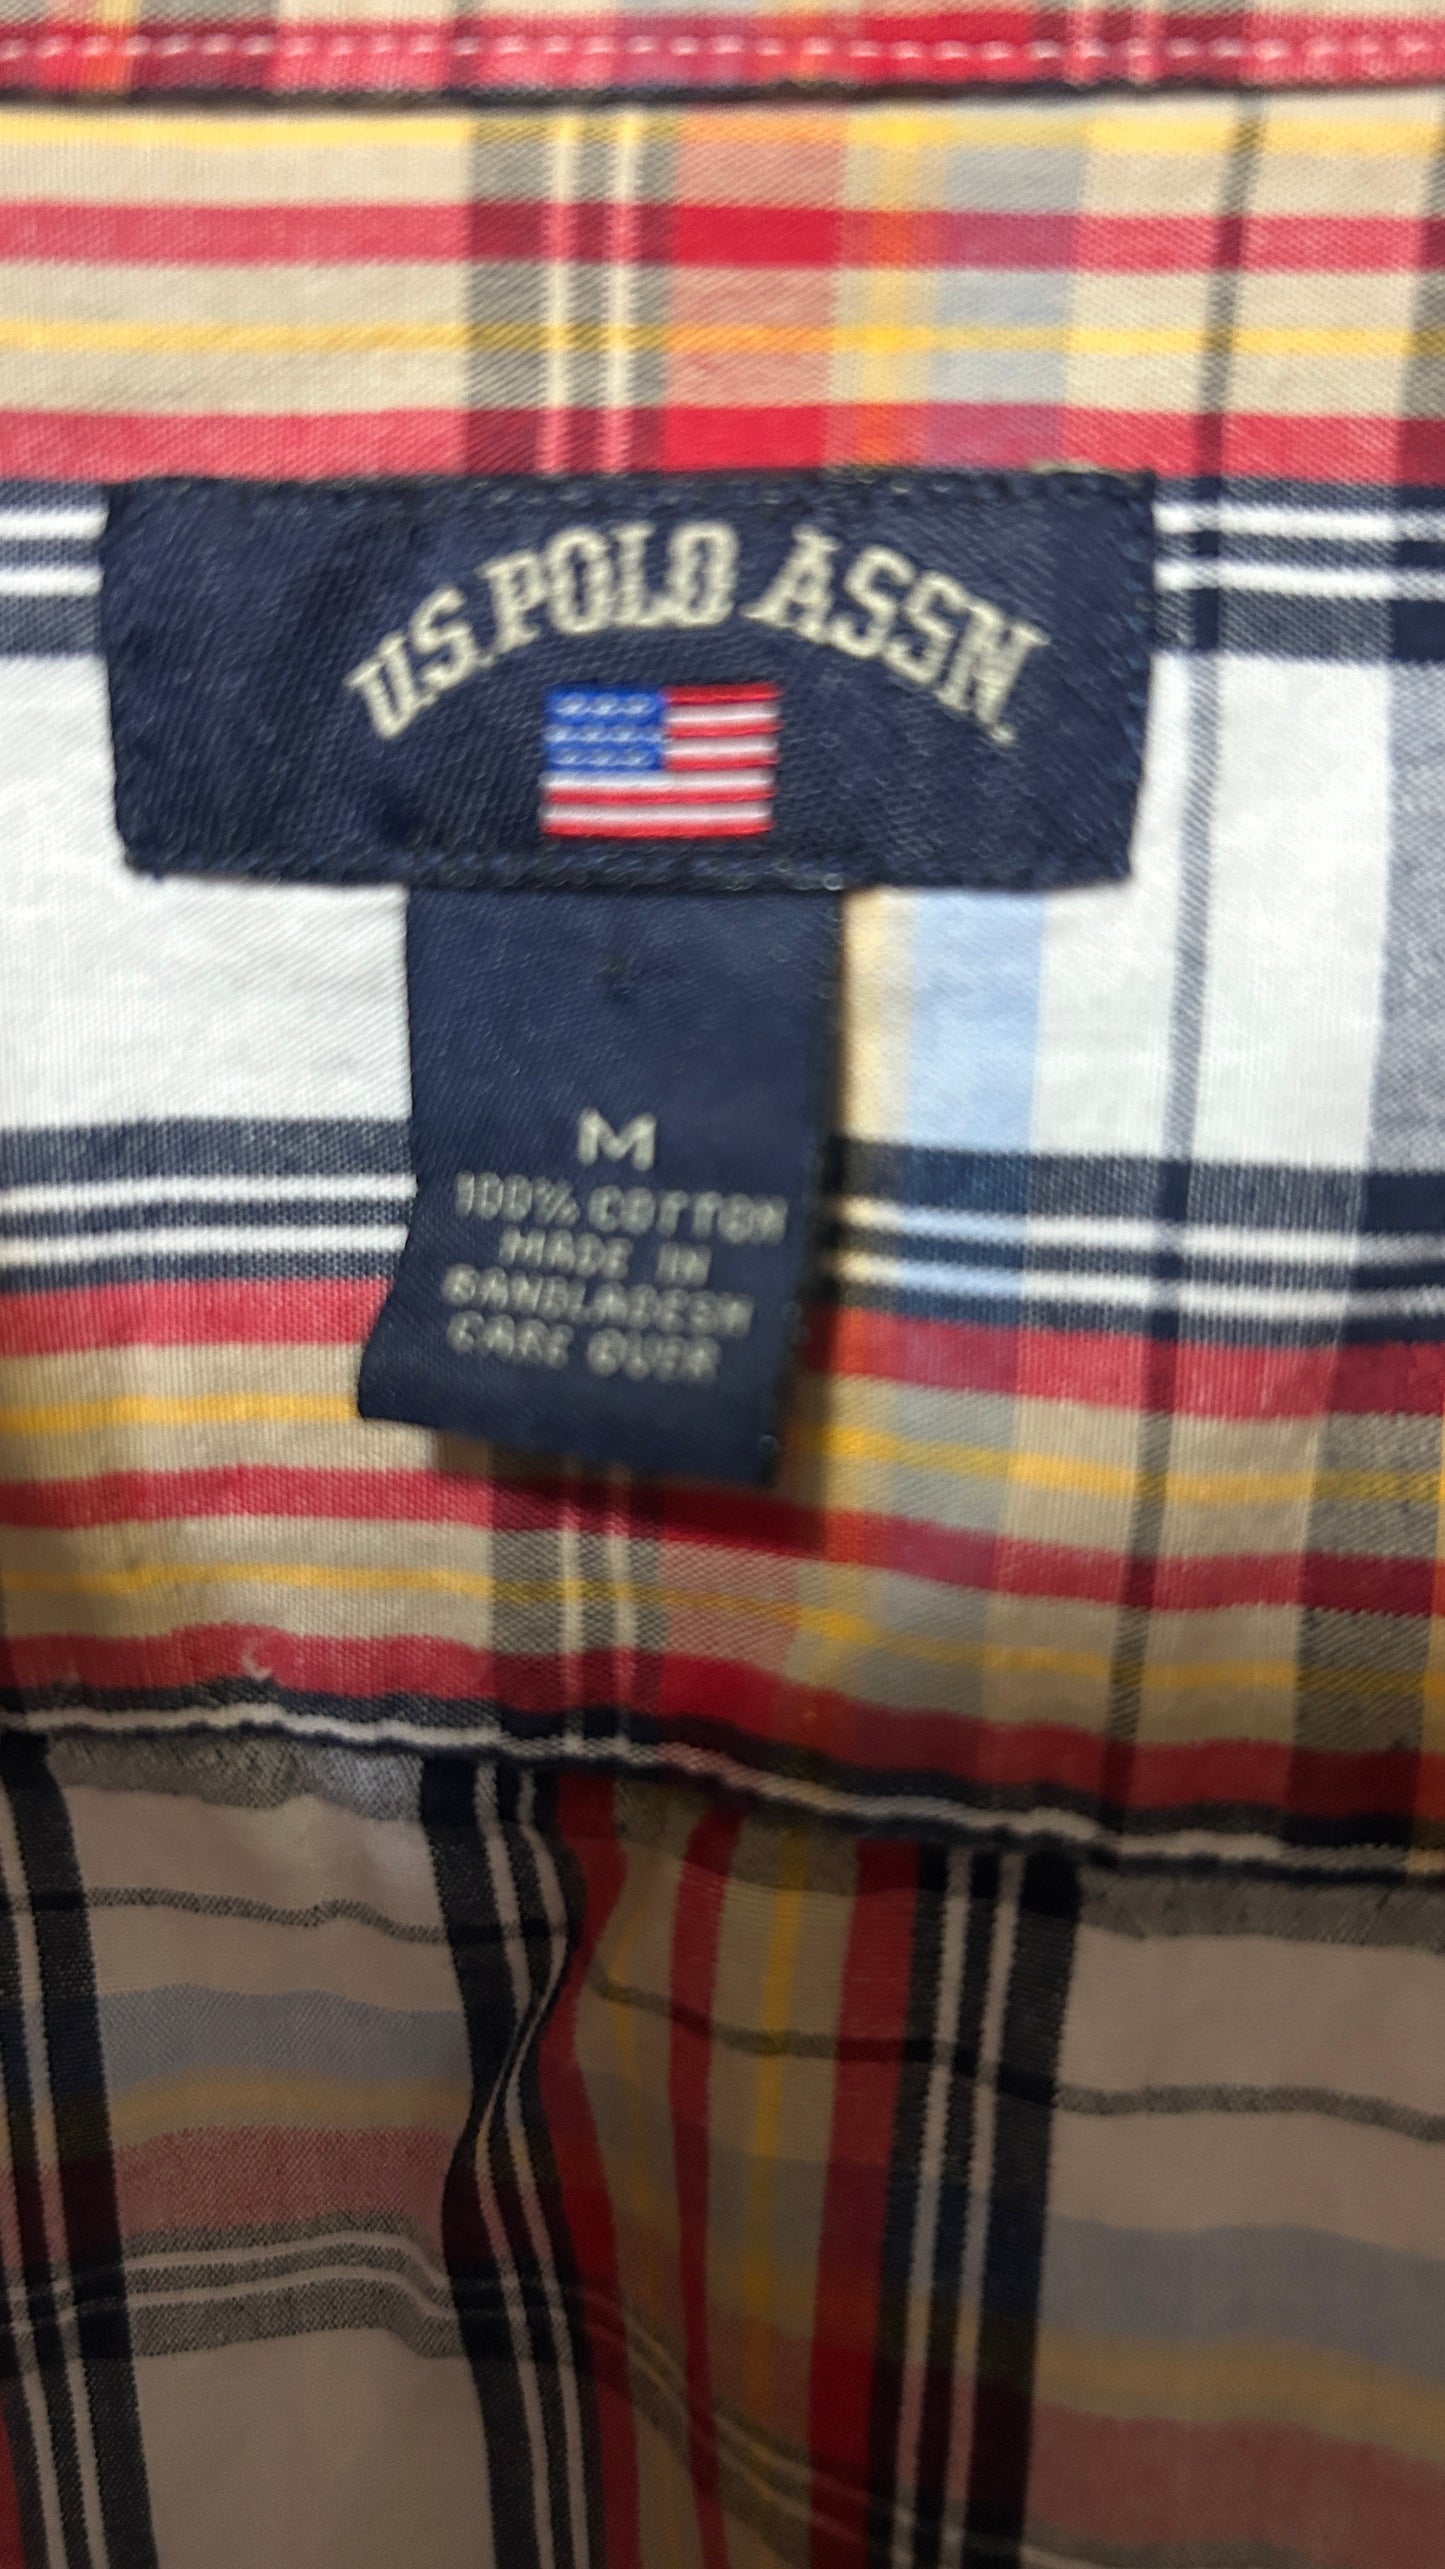 U.S. POLO ASSN.
M
100% COTTON
MADE IN
BANGLADESH
CARE OVER